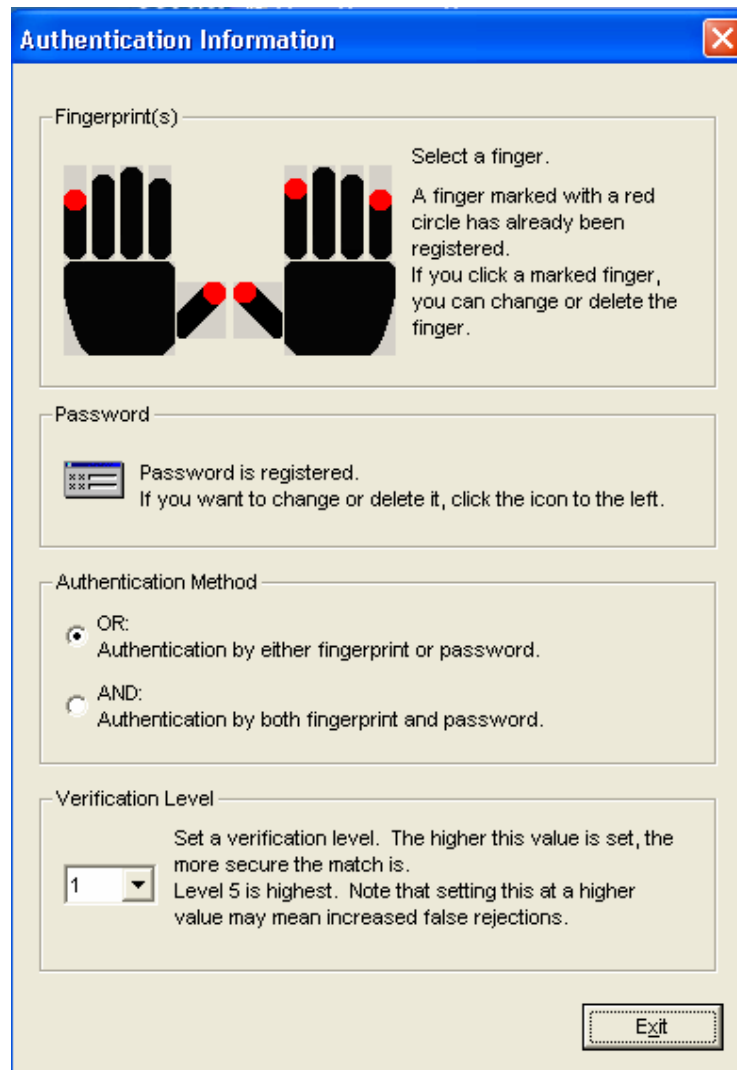 Authentication Information
Fingerprint(s)
Select a finger.
A finger marked with a red
circle has already been
registered.
If you click a marked finger,
you can change or delete the
finger.
Password
Password is registered.
If you want to change or delete it, click the icon to the left.
Authentication Method
OR:
Authentication by either fingerprint or password.
AND:
Authentication by both fingerprint and password.
Verification Level
Set a verification level. The higher this value is set, the
more secure the match is.
1
Level 5 is highest. Note that setting this at a higher
value may mean increased false rejections.
Exit